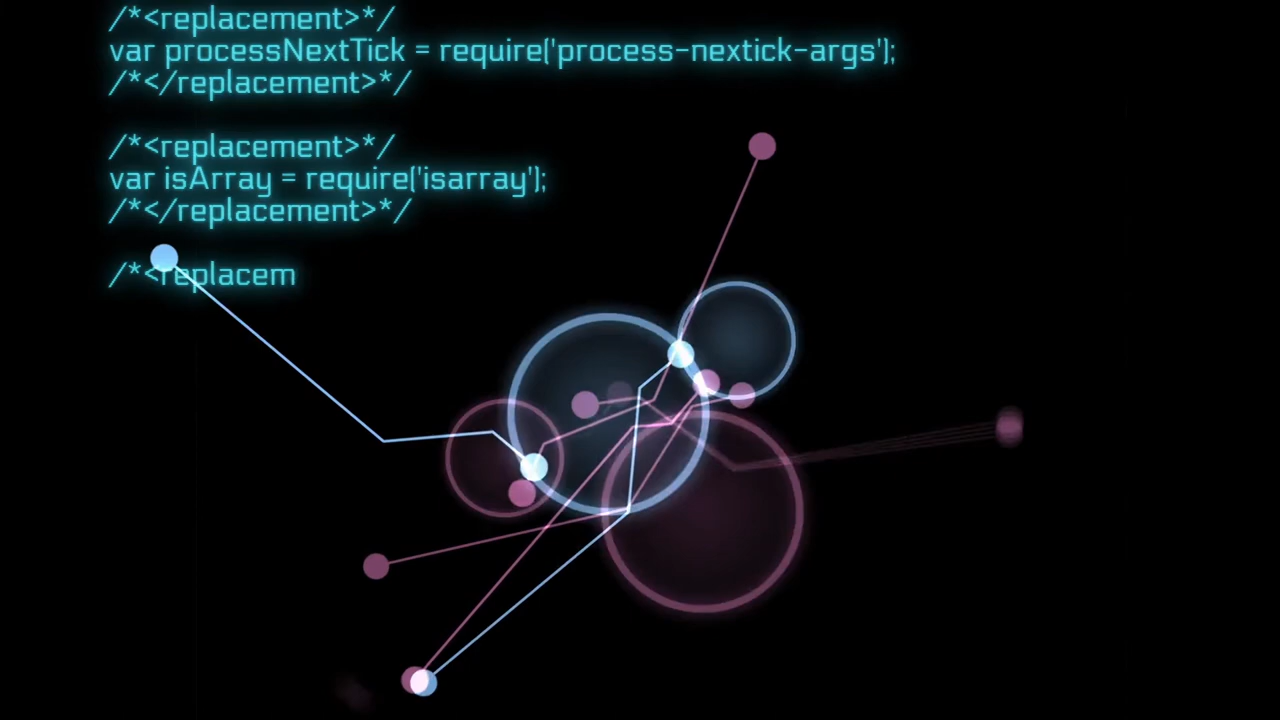 /*<replacement>*/
var processNextTick = require('process-nextick-args');
/*</replacement>*/
/*<replacement>*/
var isArray = require('isarray');
/*</replacement>*/
/*<replacem